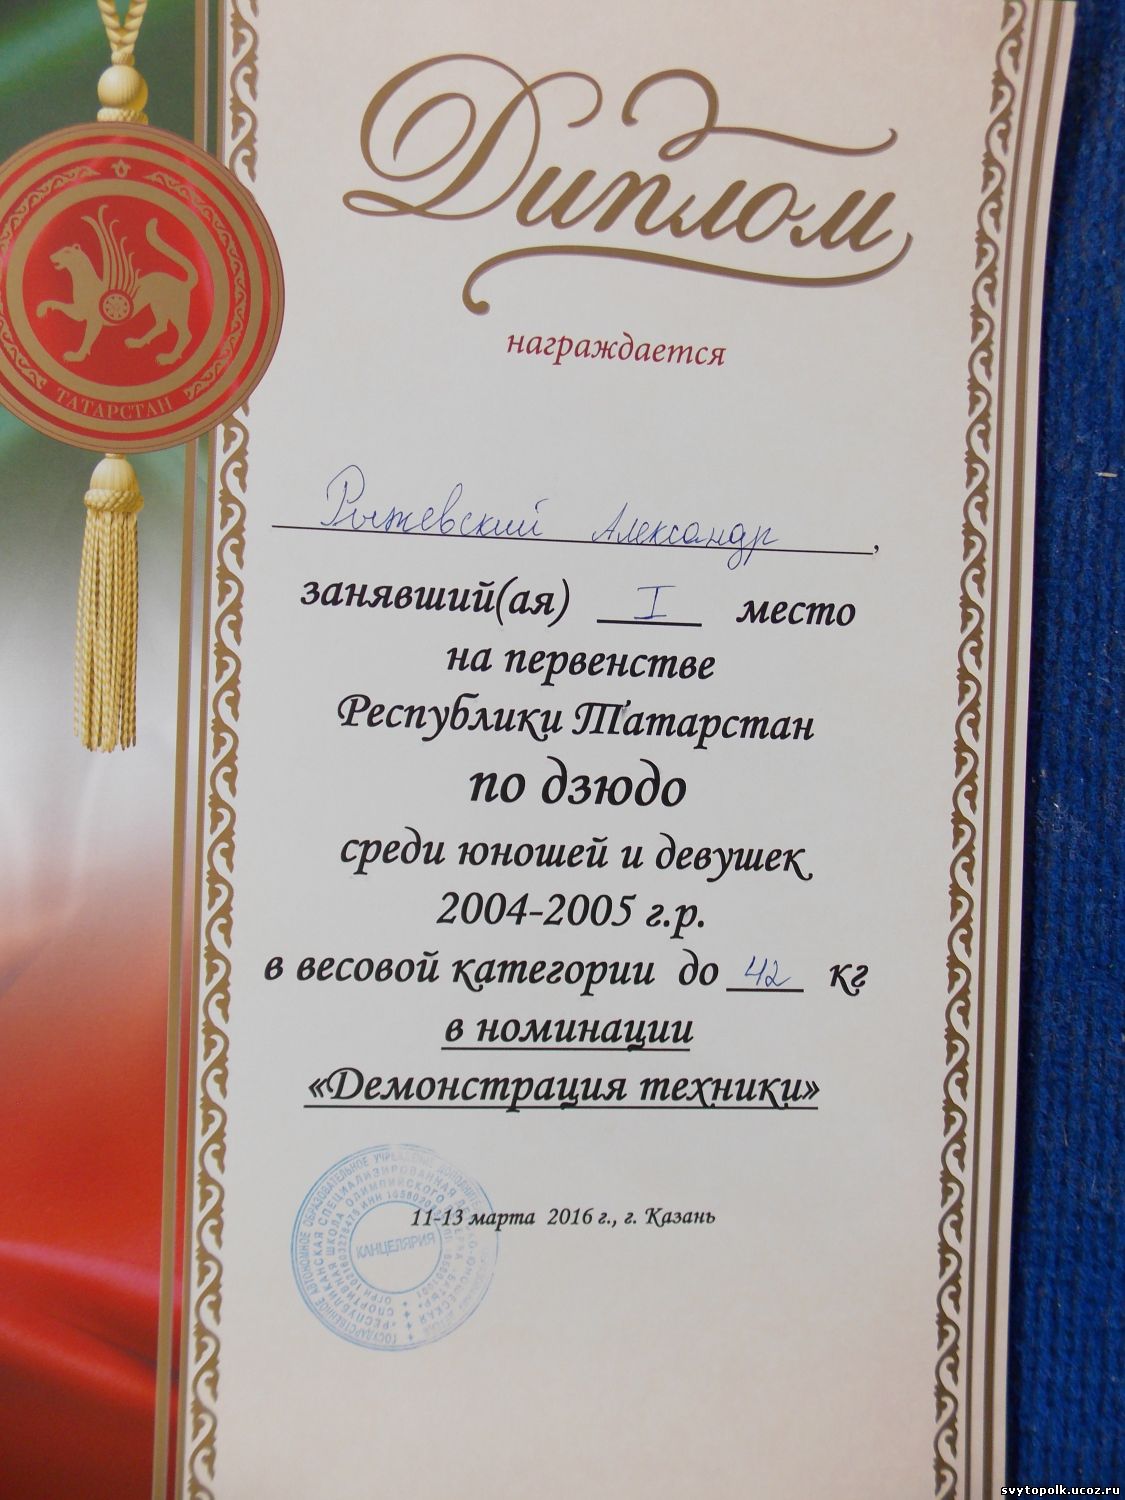 Диплом
награждается
ТАТАРСТАН
Рыжевский Александр,
занявший(ая) I место
на первенстве
Республики Татарстан
по дзюдо
среди юношей и девушек
2004-2005 г.р.
в весовой категории до 42 кг
в номинации
«Демонстрация техники»
11-13 марта 2016 г., г. Казань
КАНЦЕЛЯРИЯ
svytopolk.ucoz.ru